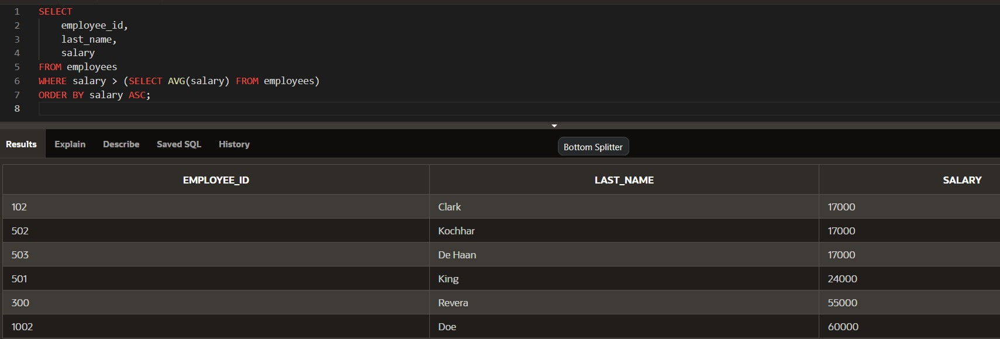 1 SELECT
2 employee_id,
3 last_name,
4 salary
5 FROM employees
6 WHERE salary > (SELECT AVG(salary) FROM employees)
7 ORDER BY salary ASC;
8
Results Explain Describe Saved SQL History Bottom Splitter
EMPLOYEE_ID LAST_NAME SALARY
102 Clark 17000
502 Kochhar 17000
503 De Haan 17000
501 King 24000
300 Revera 55000
1002 Doe 60000